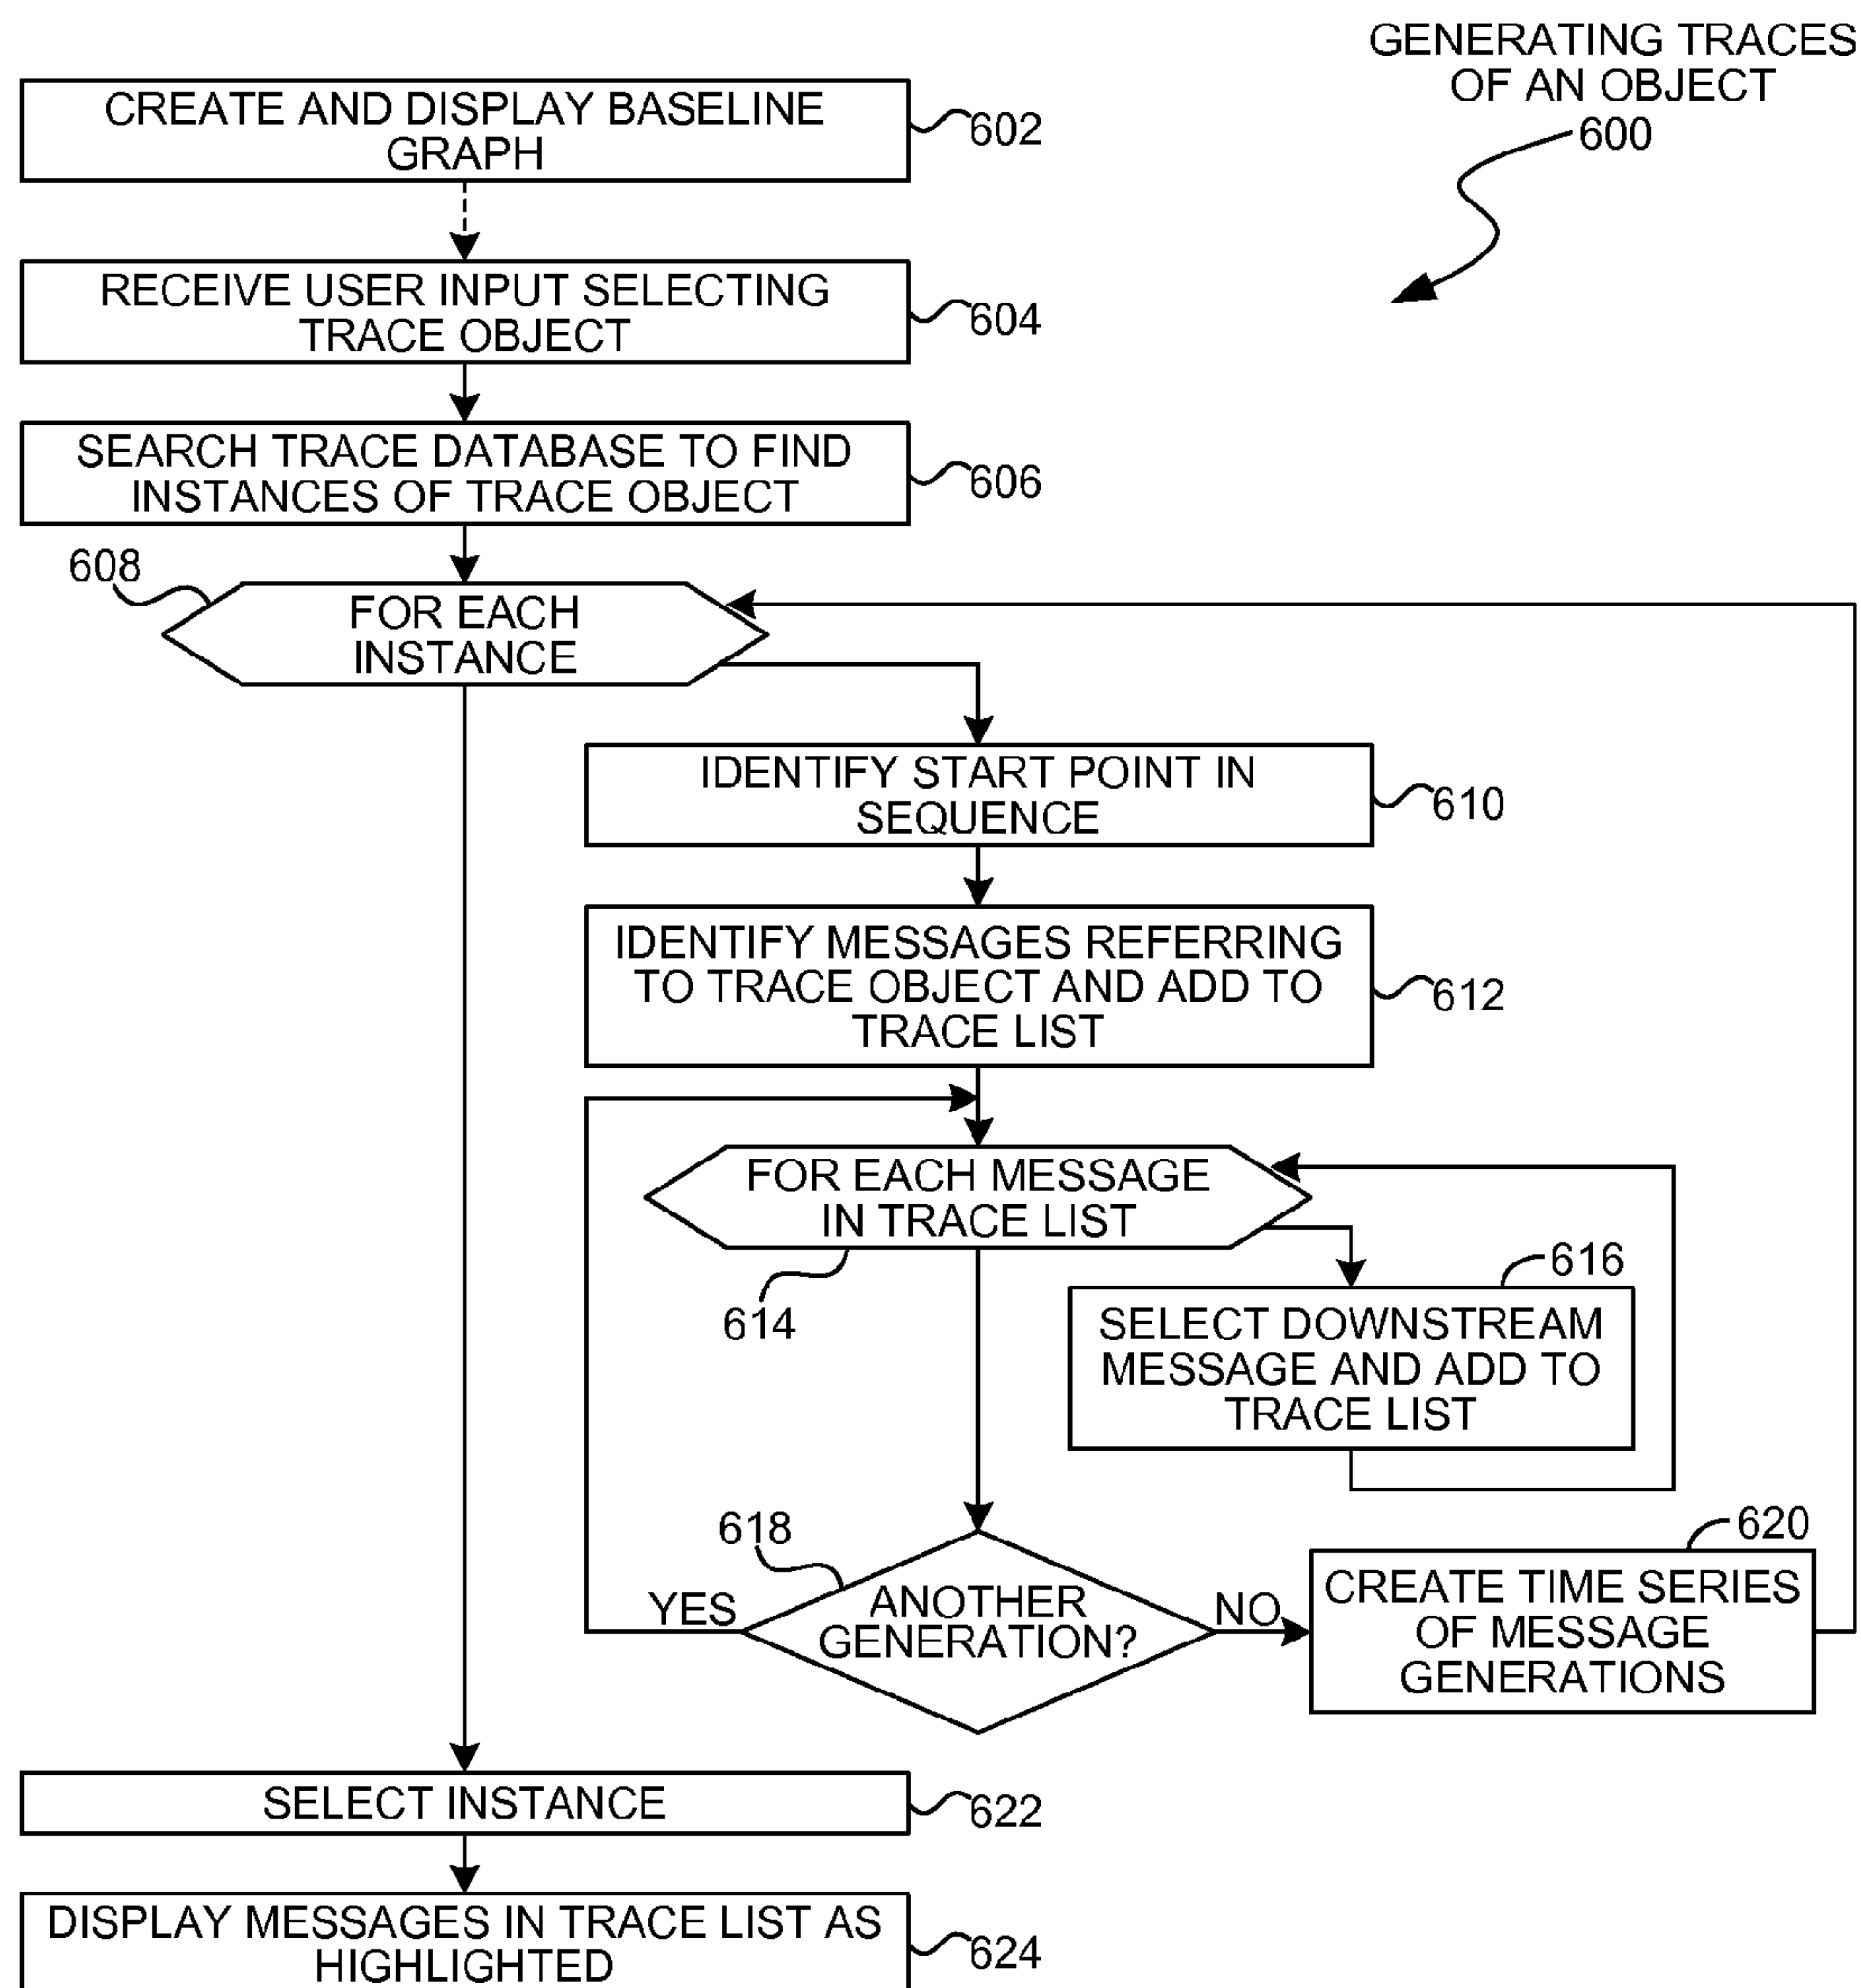 GENERATING TRACES
OF AN OBJECT
600
CREATE AND DISPLAY BASELINE
GRAPH
602
RECEIVE USER INPUT SELECTING
TRACE OBJECT
604
SEARCH TRACE DATABASE TO FIND
INSTANCES OF TRACE OBJECT
606
608
FOR EACH
INSTANCE
IDENTIFY START POINT IN
SEQUENCE
610
IDENTIFY MESSAGES REFERRING
TO TRACE OBJECT AND ADD TO
TRACE LIST
612
FOR EACH MESSAGE
IN TRACE LIST
614
616
SELECT DOWNSTREAM
MESSAGE AND ADD TO
TRACE LIST
618
ANOTHER
GENERATION?
YES
NO
620
CREATE TIME SERIES
OF MESSAGE
GENERATIONS
SELECT INSTANCE
622
DISPLAY MESSAGES IN TRACE LIST AS
HIGHLIGHTED
624